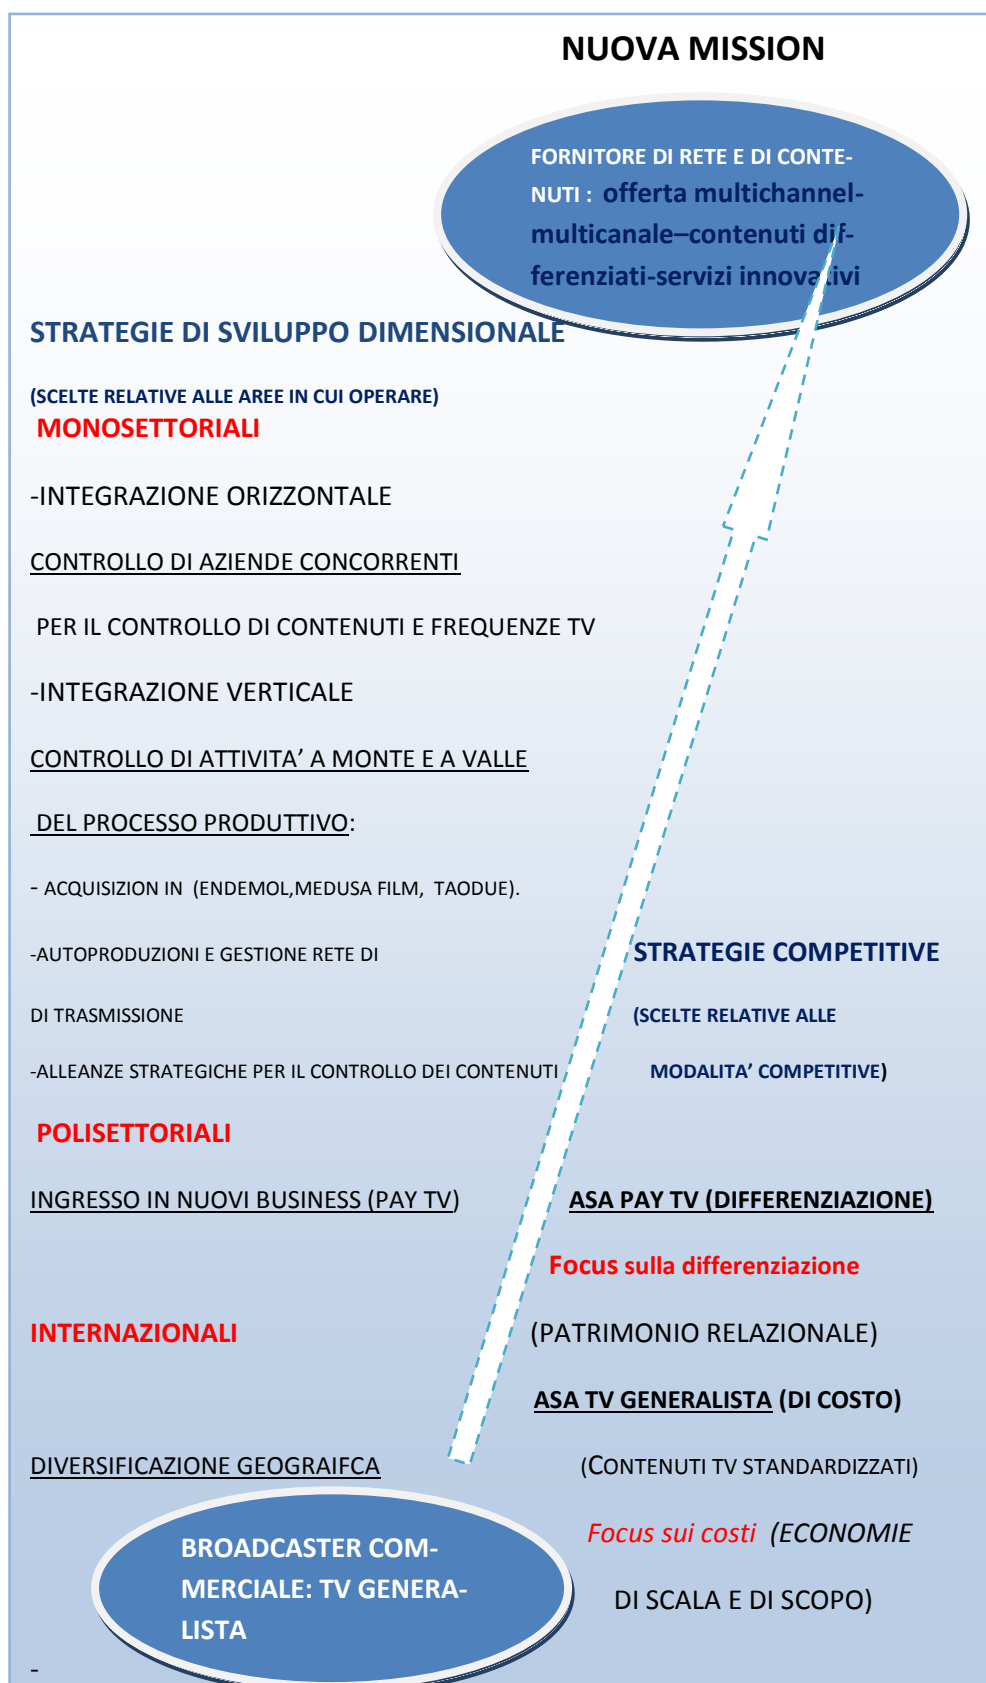 NUOVA MISSION
FORNITORE DI RETE E DI CONTE-
NUTI : offerta multichannel-
multicanale–contenuti dif-
ferenziati-servizi innovativi
STRATEGIE DI SVILUPPO DIMENSIONALE
(SCELTE RELATIVE ALLE AREE IN CUI OPERARE)
MONOSETTORIALI
-INTEGRAZIONE ORIZZONTALE
CONTROLLO DI AZIENDE CONCORRENTI
PER IL CONTROLLO DI CONTENUTI E FREQUENZE TV
-INTEGRAZIONE VERTICALE
CONTROLLO DI ATTIVITA’ A MONTE E A VALLE
DEL PROCESSO PRODUTTIVO:
- ACQUISIZION IN (ENDEMOL,MEDUSA FILM, TAODUE).
-AUTOPRODUZIONI E GESTIONE RETE DI
DI TRASMISSIONE
-ALLEANZE STRATEGICHE PER IL CONTROLLO DEI CONTENUTI
POLISETTORIALI
INGRESSO IN NUOVI BUSINESS (PAY TV)
INTERNAZIONALI
DIVERSIFICAZIONE GEOGRAIFCA
STRATEGIE COMPETITIVE
(SCELTE RELATIVE ALLE
MODALITA’ COMPETITIVE)
ASA PAY TV (DIFFERENZIAZIONE)
Focus sulla differenziazione
(PATRIMONIO RELAZIONALE)
ASA TV GENERALISTA (DI COSTO)
(CONTENUTI TV STANDARDIZZATI)
Focus sui costi (ECONOMIE
DI SCALA E DI SCOPO)
BROADCASTER COM-
MERCIALE: TV GENERA-
LISTA
-